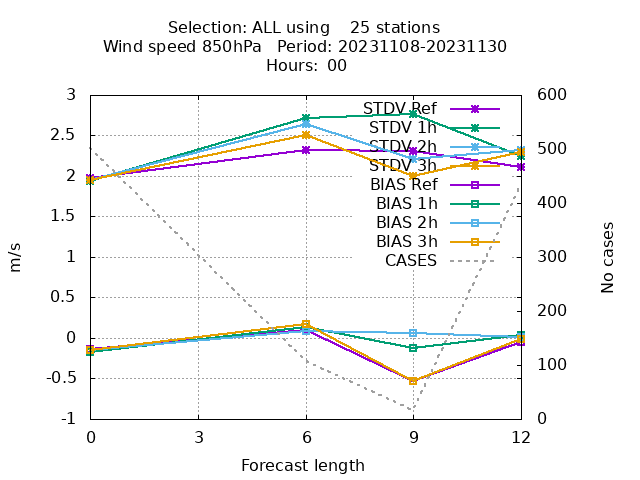 Selection: ALL using    25 stations
Wind speed 850hPa   Period: 20231108-20231130
Hours: 00
3
2.5
2
1.5
1
0.5
0
-0.5
-1
m/s
600
500
400
300
200
100
0
No cases
STDV Ref
STDV 1h
STDV 2h
STDV 3h
BIAS Ref
BIAS 1h
BIAS 2h
BIAS 3h
CASES
0 3 6 9 12
Forecast length